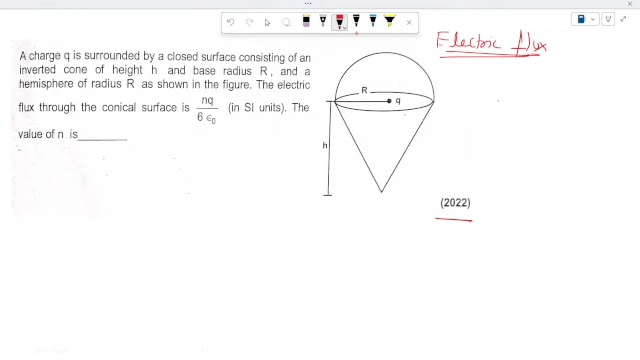 Electric flux
A charge q is surrounded by a closed surface consisting of an
inverted cone of height h and base radius R, and a
hemisphere of radius R as shown in the figure. The electric
flux through the conical surface is nq/6 ∈0 (in SI units). The
value of n is________
R
q
h
(2022)